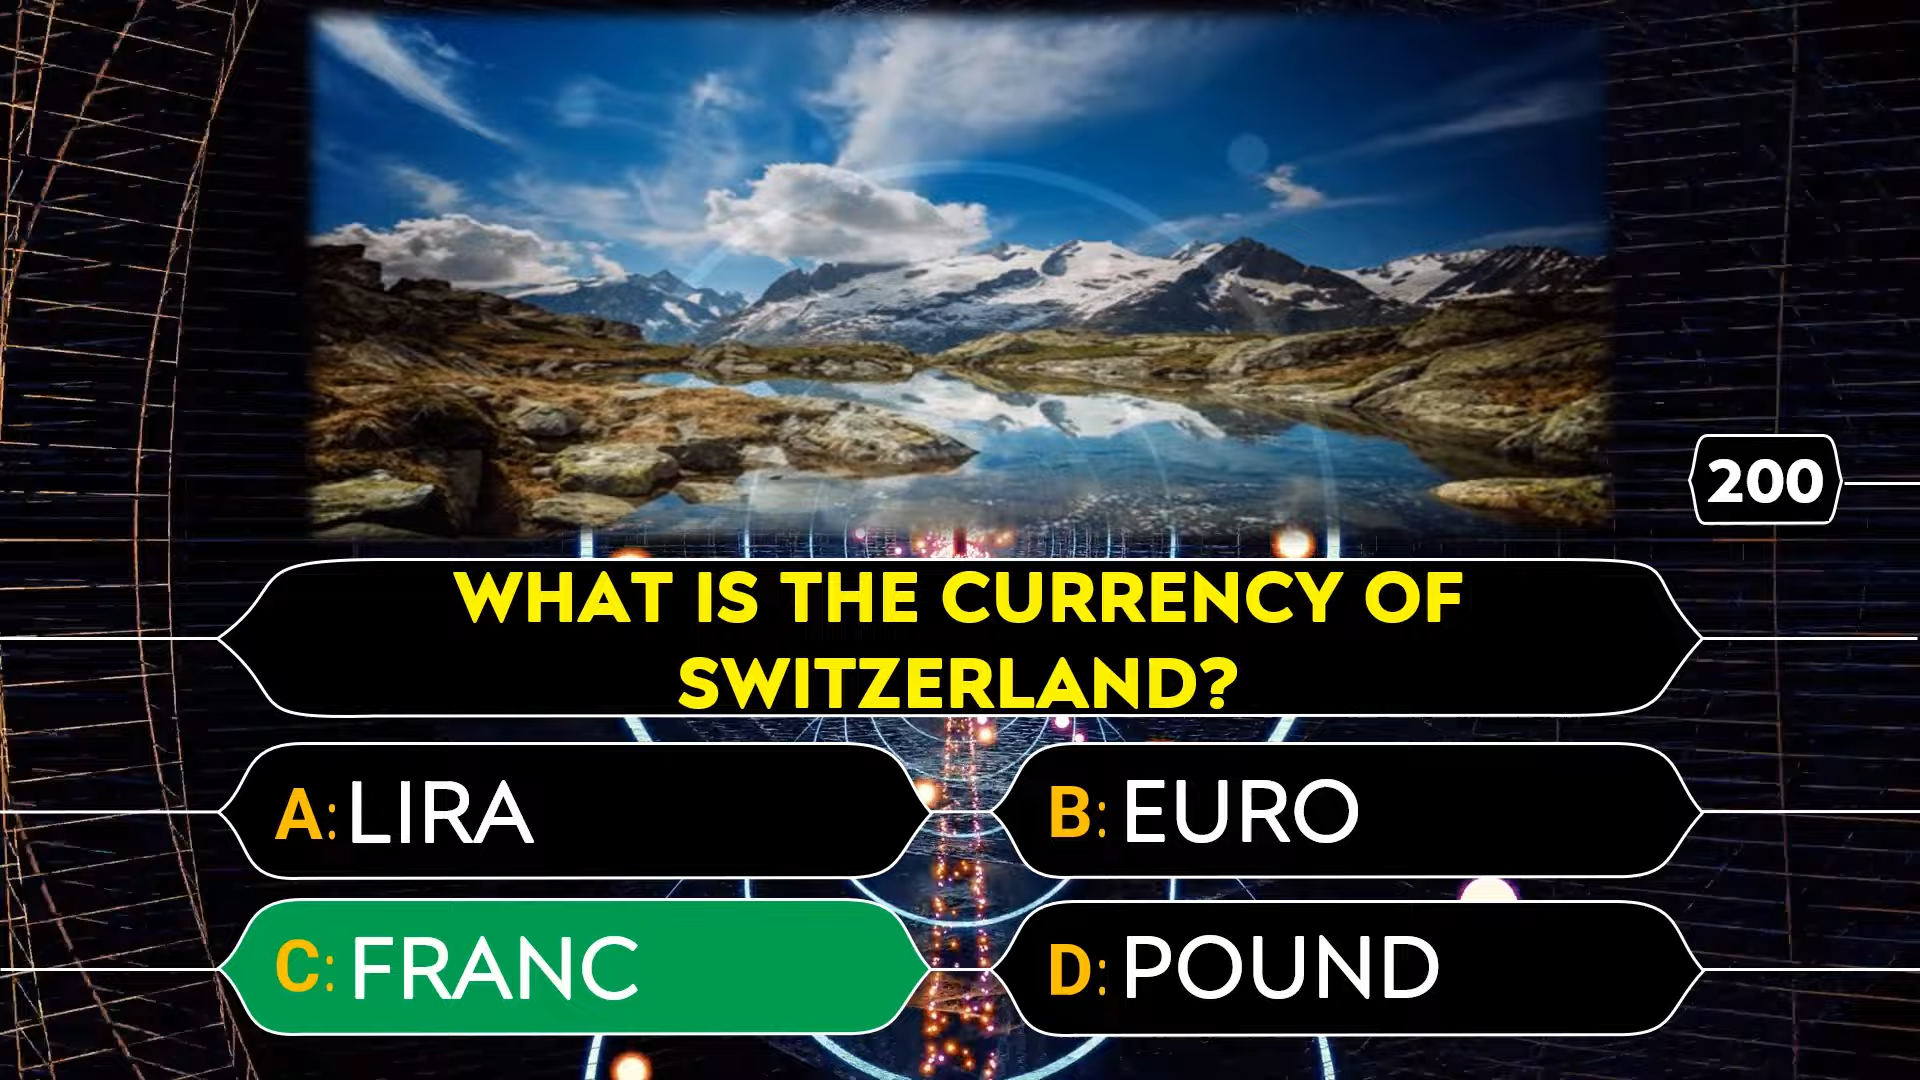 200
WHAT IS THE CURRENCY OF
SWITZERLAND?
A: LIRA
B: EURO
C: FRANC
D: POUND